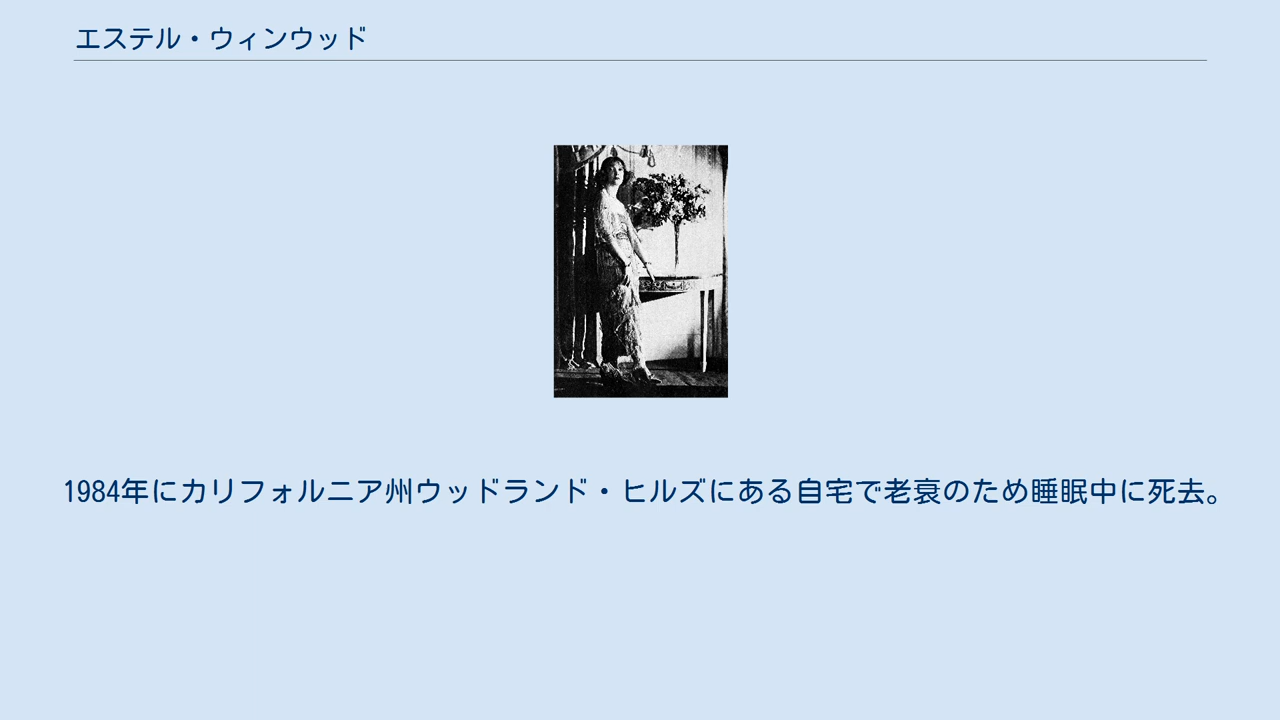 エステル・ウィンウッド
1984年にカリフォルニア州ウッドランド・ヒルズにある自宅で老衰のため睡眠中に死去。